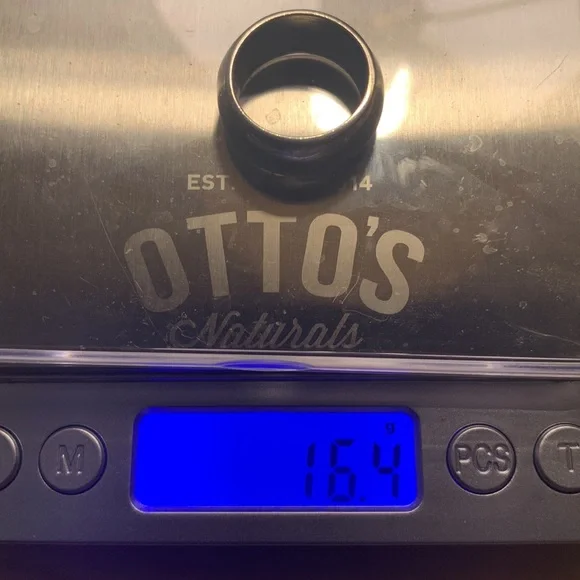 EST. 14
OTTO'S
Naturals
g
M 16.4 PCS T